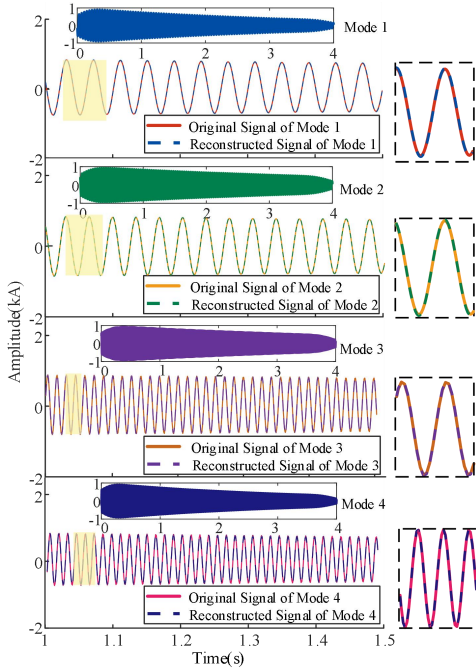 1
-1
0 1 2 3 4
Mode 1
2
0
-2
Original Signal of Mode 1
Reconstructed Signal of Mode 1
1
-1
0 1 2 3 4
Mode 2
2
0
-2
Original Signal of Mode 2
Reconstructed Signal of Mode 2
1
-1
0 1 2 3 4
Mode 3
2
0
-2
Original Signal of Mode 3
Reconstructed Signal of Mode 3
1
-1
0 1 2 3 4
Mode 4
2
0
-2
Original Signal of Mode 4
Reconstructed Signal of Mode 4
1 1.1 1.2 1.3 1.4 1.5
Time(s)
Amplitude(kA)